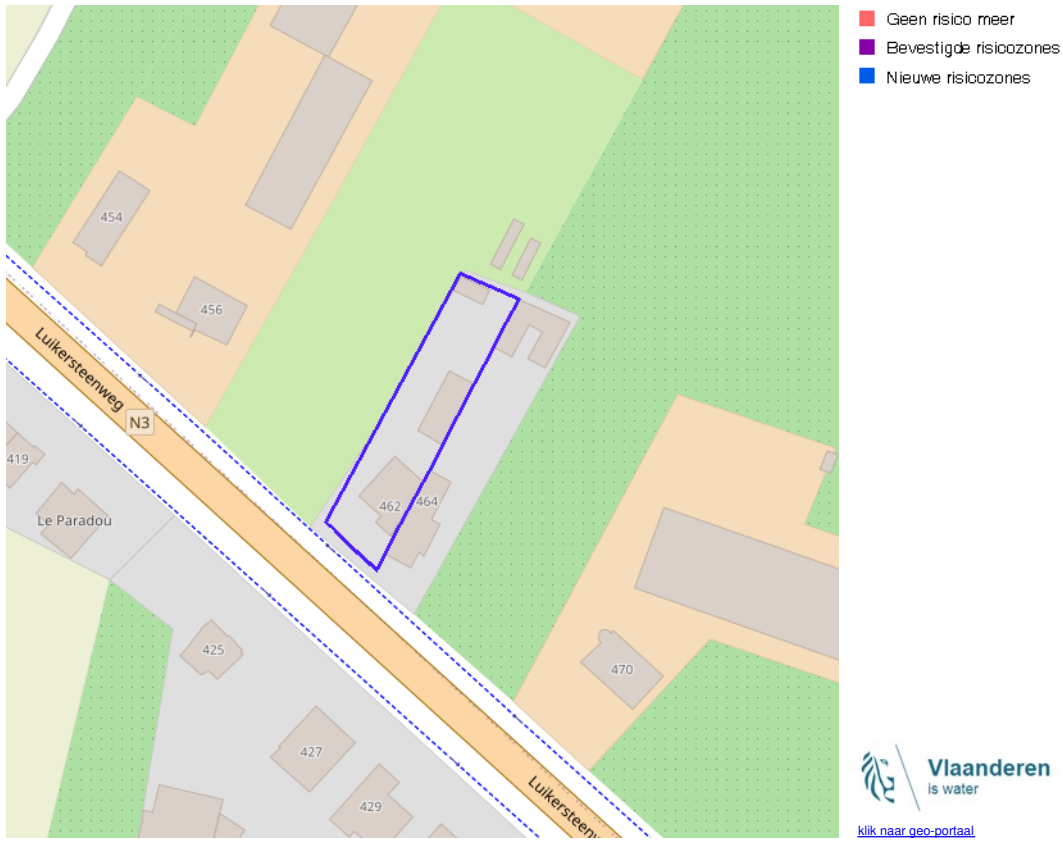 Geen risico meer
Bevestigde risicozones
Nieuwe risicozones
454
456
Luikersteenweg
N3
419
Le Paradou
462
464
425
470
427
429
Luikersteenw
Vlaanderen
is water
klik naar geo-portaal